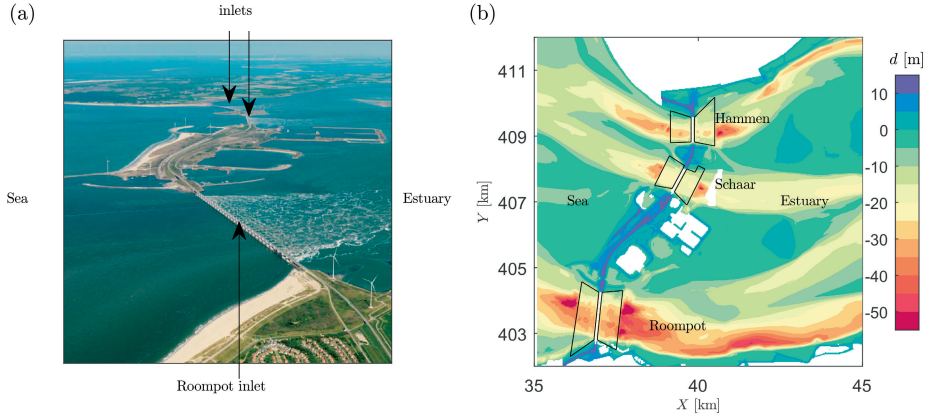 (a)
inlets
Sea
Estuary
Roompot inlet
(b)
d [m]
411
409
407
405
403
Y [km]
35
40
45
X [km]
Hammen
Schaar
Sea
Estuary
Roompot
10
0
-10
-20
-30
-40
-50